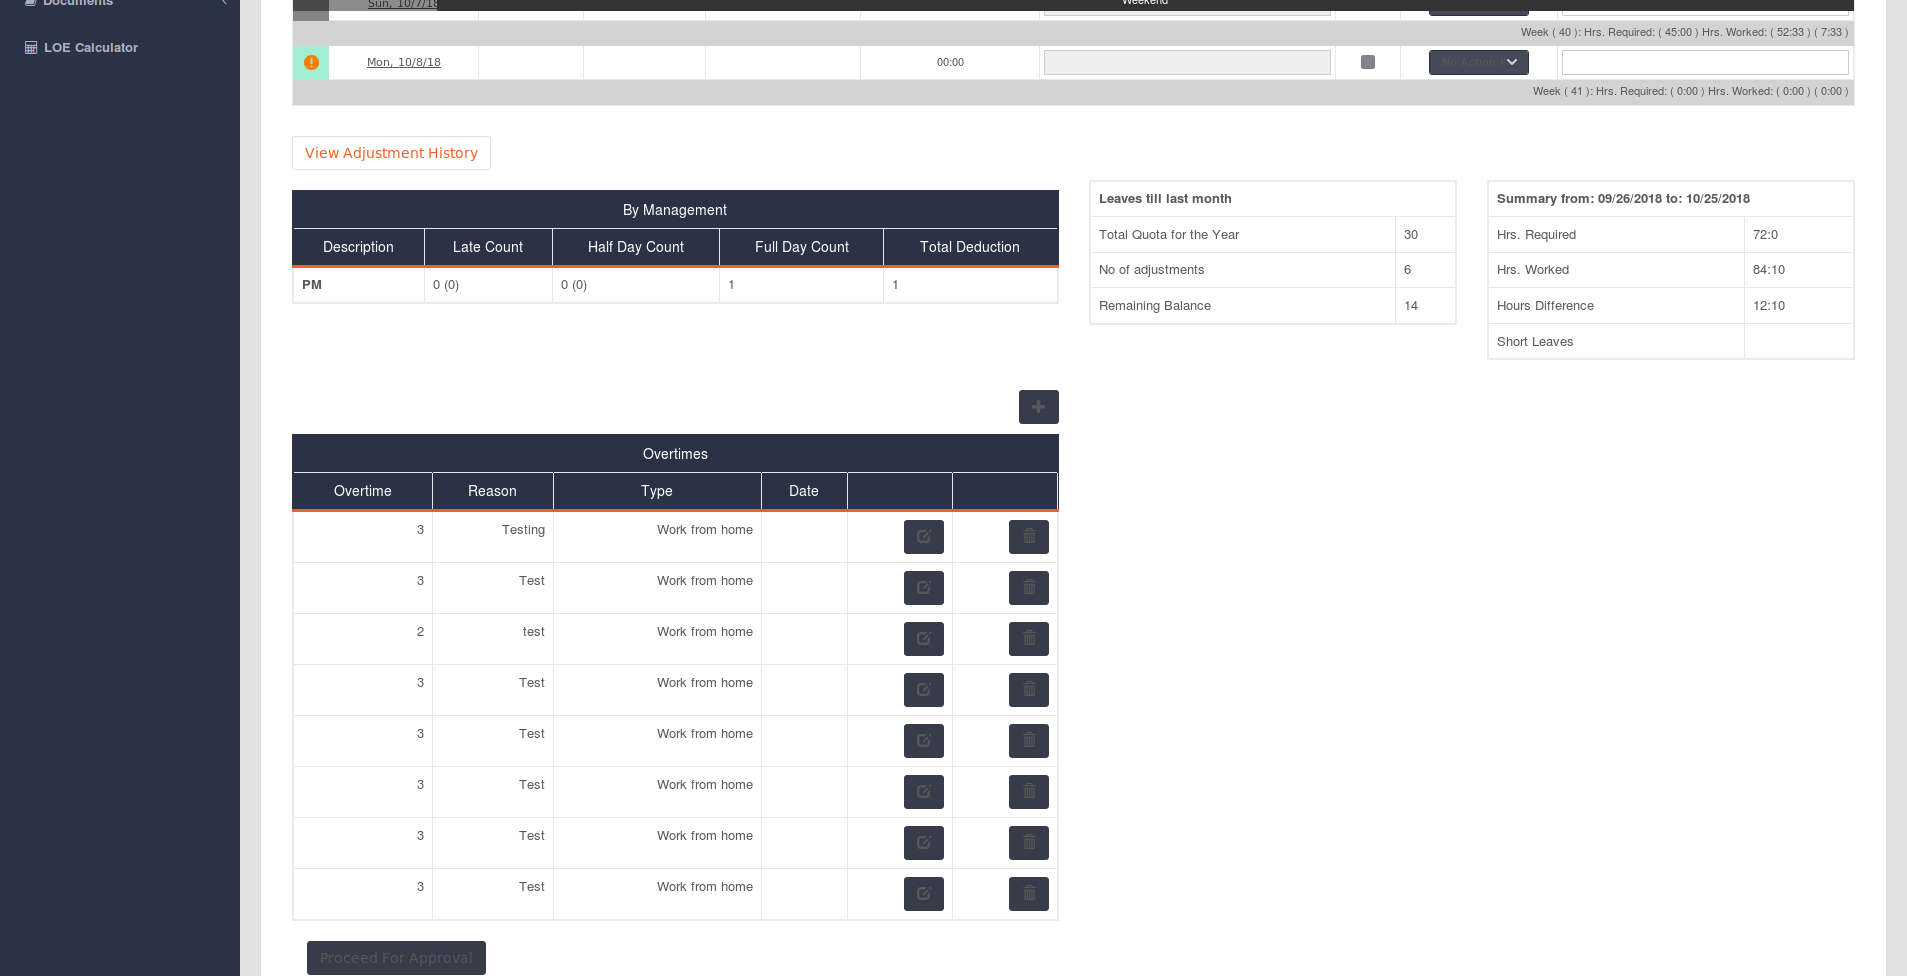 Documents
LOE Calculator
Sun, 10/7/18
Weekend
Week ( 40 ): Hrs. Required: ( 45:00 ) Hrs. Worked: ( 52:33 ) ( 7:33 )
Mon, 10/8/18 00:00 No Action
Week ( 41 ): Hrs. Required: ( 0:00 ) Hrs. Worked: ( 0:00 ) ( 0:00 )
View Adjustment History
By Management
Description Late Count Half Day Count Full Day Count Total Deduction
PM 0 (0) 0 (0) 1 1
Leaves till last month
Total Quota for the Year 30
No of adjustments 6
Remaining Balance 14
Summary from: 09/26/2018 to: 10/25/2018
Hrs. Required 72:0
Hrs. Worked 84:10
Hours Difference 12:10
Short Leaves
Overtimes
Overtime Reason Type Date
3 Testing Work from home
3 Test Work from home
2 test Work from home
3 Test Work from home
3 Test Work from home
3 Test Work from home
3 Test Work from home
3 Test Work from home
Proceed For Approval